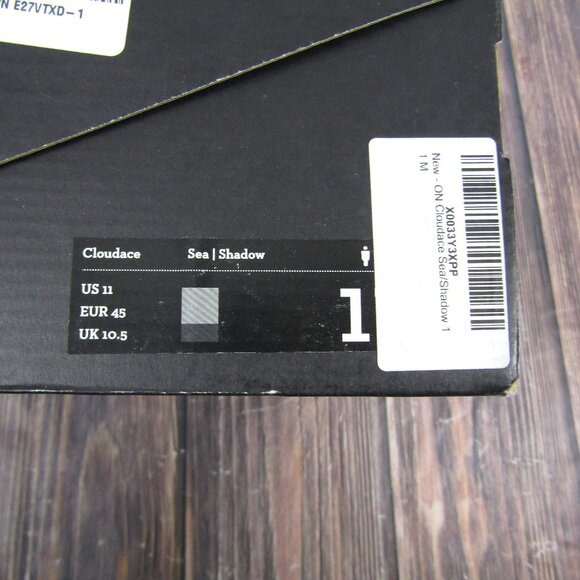 N E27VTXD-1
Cloudace Sea | Shadow
US 11
EUR 45
UK 10.5
1
X0033Y3XPP
New - ON Cloudace Sea/Shadow 1
1 M